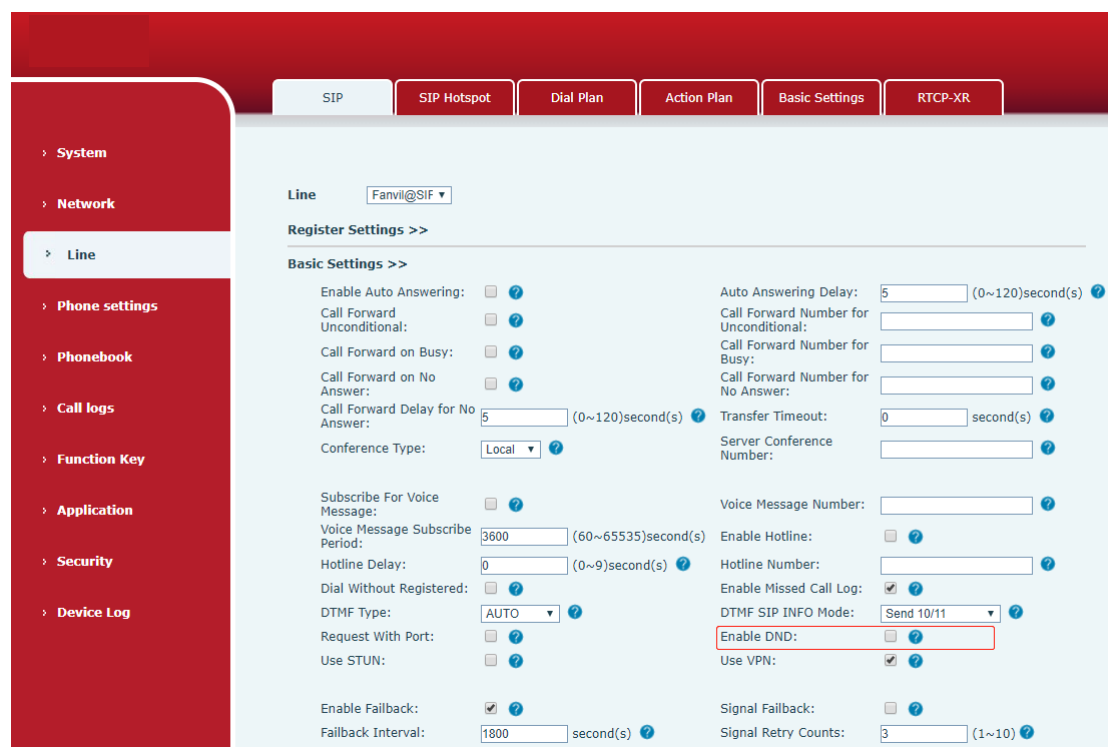 SIP SIP Hotspot Dial Plan Action Plan Basic Settings RTCP-XR
› System
› Network
› Line
› Phone settings
› Phonebook
› Call logs
› Function Key
› Application
› Security
› Device Log
Line Fanvil@SIF ▾
Register Settings >>
Basic Settings >>
Enable Auto Answering: Auto Answering Delay: 5 (0~120)second(s)
Call Forward
Unconditional:
Call Forward Number for
Unconditional:
Call Forward on Busy:
Call Forward Number for
Busy:
Call Forward on No
Answer:
Call Forward Number for
No Answer:
Call Forward Delay for No
Answer: 5 (0~120)second(s)
Transfer Timeout: 0 second(s)
Conference Type: Local ▾
Server Conference
Number:
Subscribe For Voice
Message:
Voice Message Number:
Voice Message Subscribe
Period: 3600 (60~65535)second(s)
Enable Hotline:
Hotline Delay: 0 (0~9)second(s) Hotline Number:
Dial Without Registered: Enable Missed Call Log:
DTMF Type: AUTO ▾ DTMF SIP INFO Mode: Send 10/11 ▾
Request With Port: Enable DND:
Use STUN: Use VPN:
Enable Failback: Signal Failback:
Failback Interval: 1800 second(s) Signal Retry Counts: 3 (1~10)